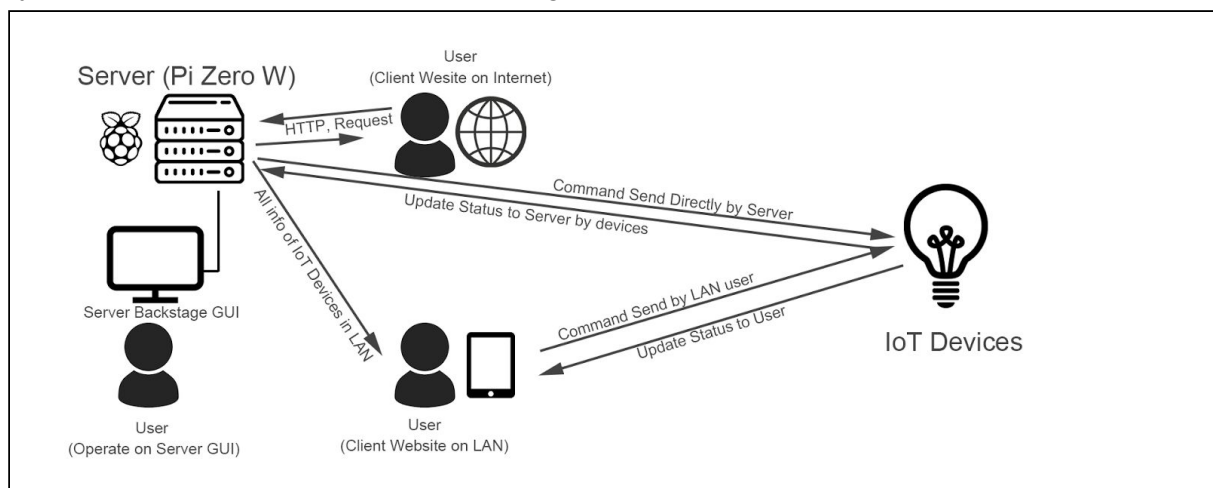 User
(Client Wesite on Internet)
Server (Pi Zero W)
HTTP, Request
Command Send Directly by Server
Update Status to Server by devices
All info of IoT Devices in LAN
Server Backstage GUI
Command Send by LAN user
Update Status to User
IoT Devices
User
(Operate on Server GUI)
User
(Client Website on LAN)